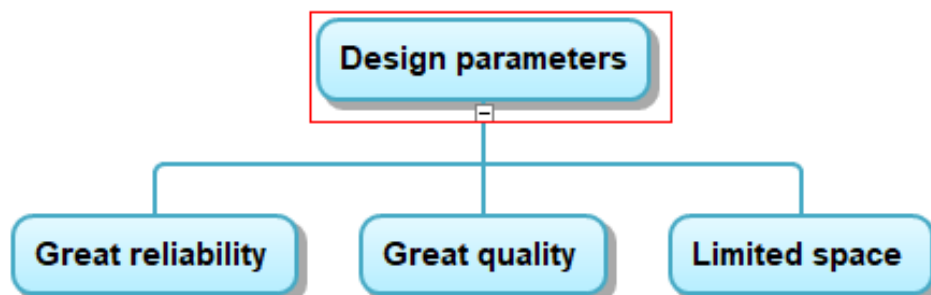 Design parameters
Great reliability
Great quality
Limited space